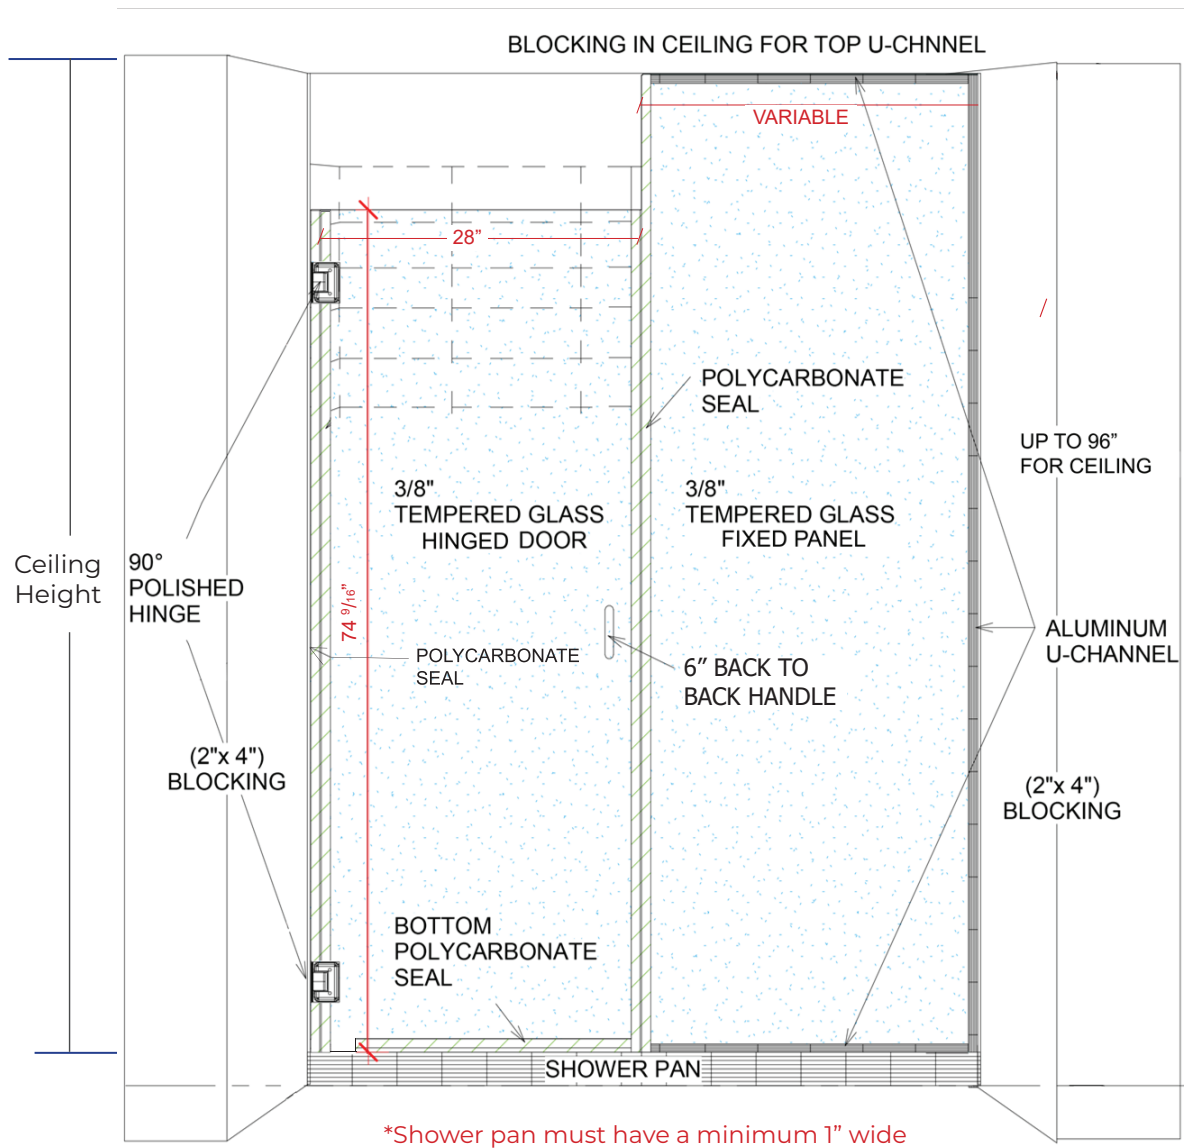 BLOCKING IN CEILING FOR TOP U-CHNNEL
VARIABLE
28”
POLYCARBONATE
SEAL
UP TO 96”
FOR CEILING
3/8"
TEMPERED GLASS
HINGED DOOR
3/8"
TEMPERED GLASS
FIXED PANEL
Ceiling
Height
90°
POLISHED
HINGE
74 9/16”
POLYCARBONATE
SEAL
6” BACK TO
BACK HANDLE
ALUMINUM
U-CHANNEL
(2"x 4")
BLOCKING
(2"x 4")
BLOCKING
BOTTOM
POLYCARBONATE
SEAL
SHOWER PAN
*Shower pan must have a minimum 1” wide